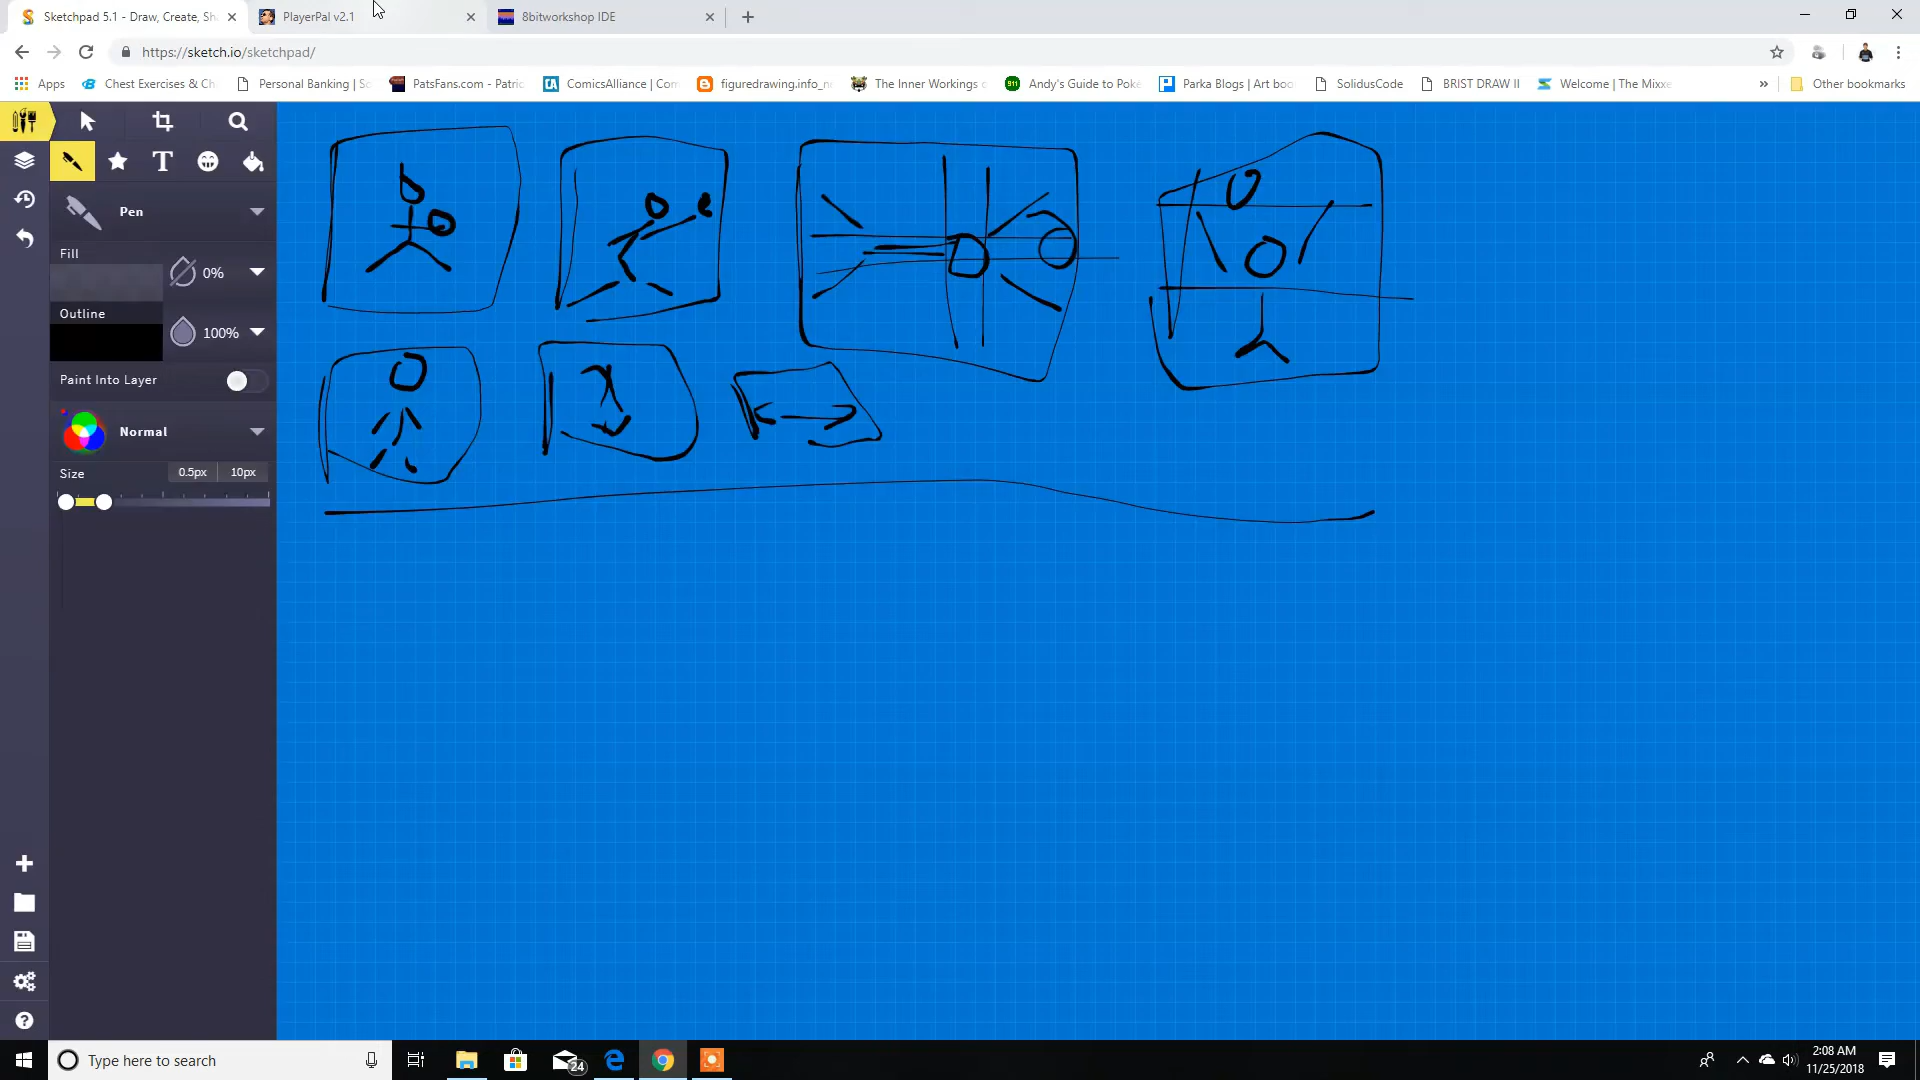 Sketchpad 5.1 - Draw, Create, Sh
PlayerPal v2.1
8bitworkshop IDE
https://sketch.io/sketchpad/
Apps
Chest Exercises & Ch
Personal Banking | Sc
PatsFans.com - Patric
ComicsAlliance | Com
figuredrawing.info_ne
The Inner Workings o
Andy's Guide to Poké
Parka Blogs | Art boo
SolidusCode
BRIST DRAW II
Welcome | The Mixxe
»
Other bookmarks
T
Pen
Fill
0%
Outline
100%
Paint Into Layer
Normal
Size
0.5px
10px
Type here to search
24
2:08 AM
11/25/2018